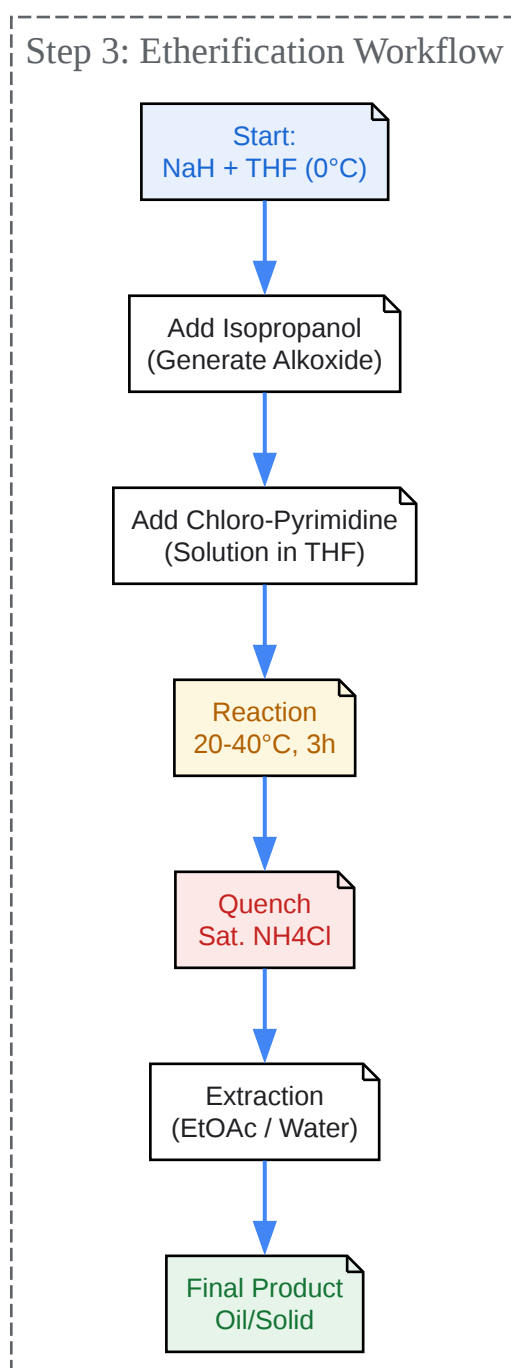 Step 3: Etherification Workflow
Start:
NaH + THF (0°C)
Add Isopropanol
(Generate Alkoxide)
Add Chloro-Pyrimidine
(Solution in THF)
Reaction
20-40°C, 3h
Quench
Sat. NH4Cl
Extraction
(EtOAc / Water)
Final Product
Oil/Solid